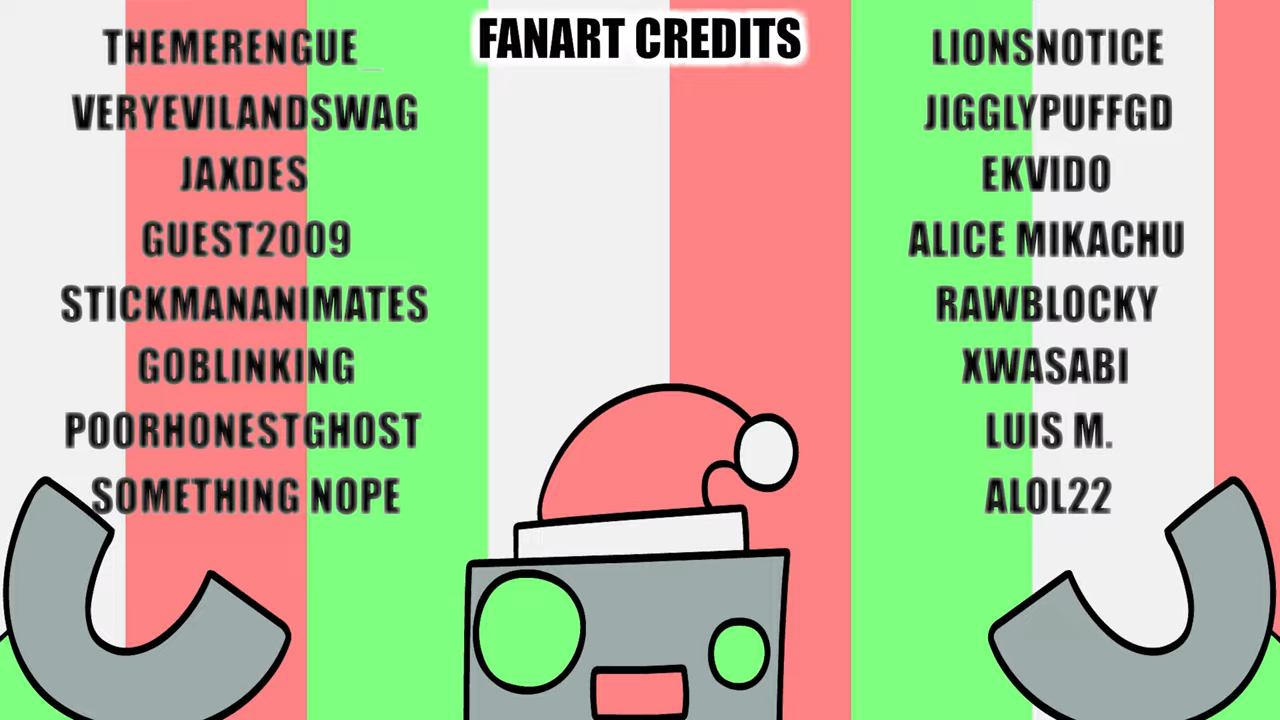 FANART CREDITS
THEMERENGUE_
VERYEVILANDSWAG
JAXDES
GUEST2009
STICKMANANIMATES
GOBLINKING
POORHONESTGHOST
SOMETHING NOPE
LIONSNOTICE
JIGGLYPUFFGD
EKVIDO
ALICE MIKACHU
RAWBLOCKY
XWASABI
LUIS M.
ALOL22